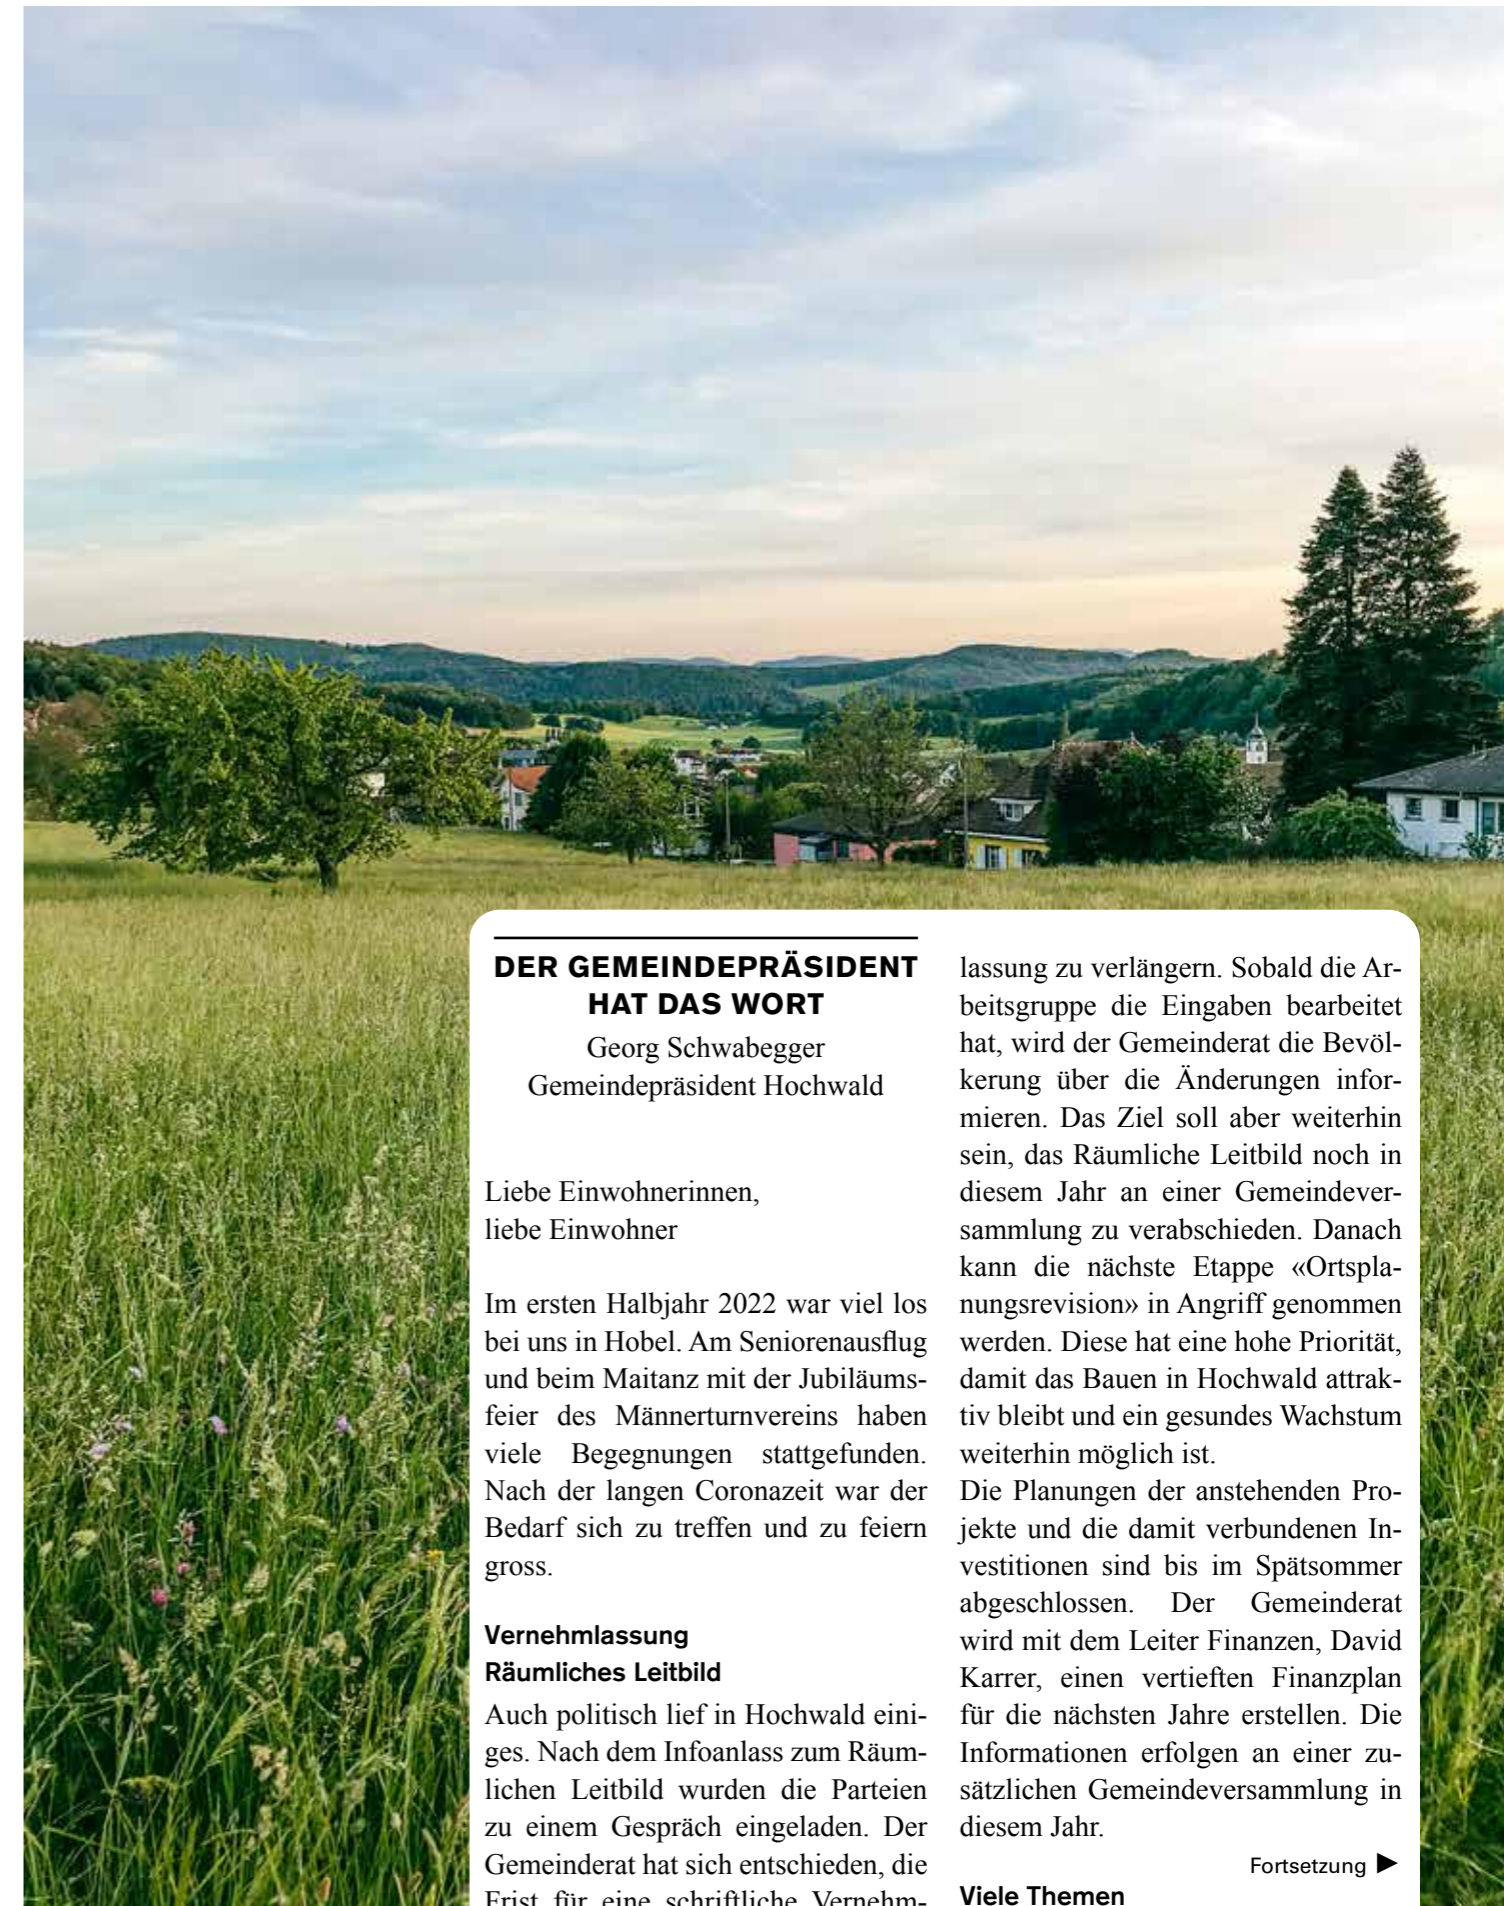 DER GEMEINDEPRÄSIDENT
HAT DAS WORT
Georg Schwabegger
Gemeindepräsident Hochwald
Liebe Einwohnerinnen,
liebe Einwohner
Im ersten Halbjahr 2022 war viel los
bei uns in Hobel. Am Seniorenausflug
und beim Maitanz mit der Jubiläums-
feier des Männerturnvereins haben
viele Begegnungen stattgefunden.
Nach der langen Coronazeit war der
Bedarf sich zu treffen und zu feiern
gross.
Vernehmlassung
Räumliches Leitbild
Auch politisch lief in Hochwald eini-
ges. Nach dem Infoanlass zum Räum-
lichen Leitbild wurden die Parteien
zu einem Gespräch eingeladen. Der
Gemeinderat hat sich entschieden, die
Frist für eine schriftliche Vernehm-
lassung zu verlängern. Sobald die Ar-
beitsgruppe die Eingaben bearbeitet
hat, wird der Gemeinderat die Bevöl-
kerung über die Änderungen infor-
mieren. Das Ziel soll aber weiterhin
sein, das Räumliche Leitbild noch in
diesem Jahr an einer Gemeindever-
sammlung zu verabschieden. Danach
kann die nächste Etappe «Ortspla-
nungsrevision» in Angriff genommen
werden. Diese hat eine hohe Priorität,
damit das Bauen in Hochwald attrak-
tiv bleibt und ein gesundes Wachstum
weiterhin möglich ist.
Die Planungen der anstehenden Pro-
jekte und die damit verbundenen In-
vestitionen sind bis im Spätsommer
abgeschlossen. Der Gemeinderat
wird mit dem Leiter Finanzen, David
Karrer, einen vertieften Finanzplan
für die nächsten Jahre erstellen. Die
Informationen erfolgen an einer zu-
sätzlichen Gemeindeversammlung in
diesem Jahr.
Fortsetzung ►
Viele Themen